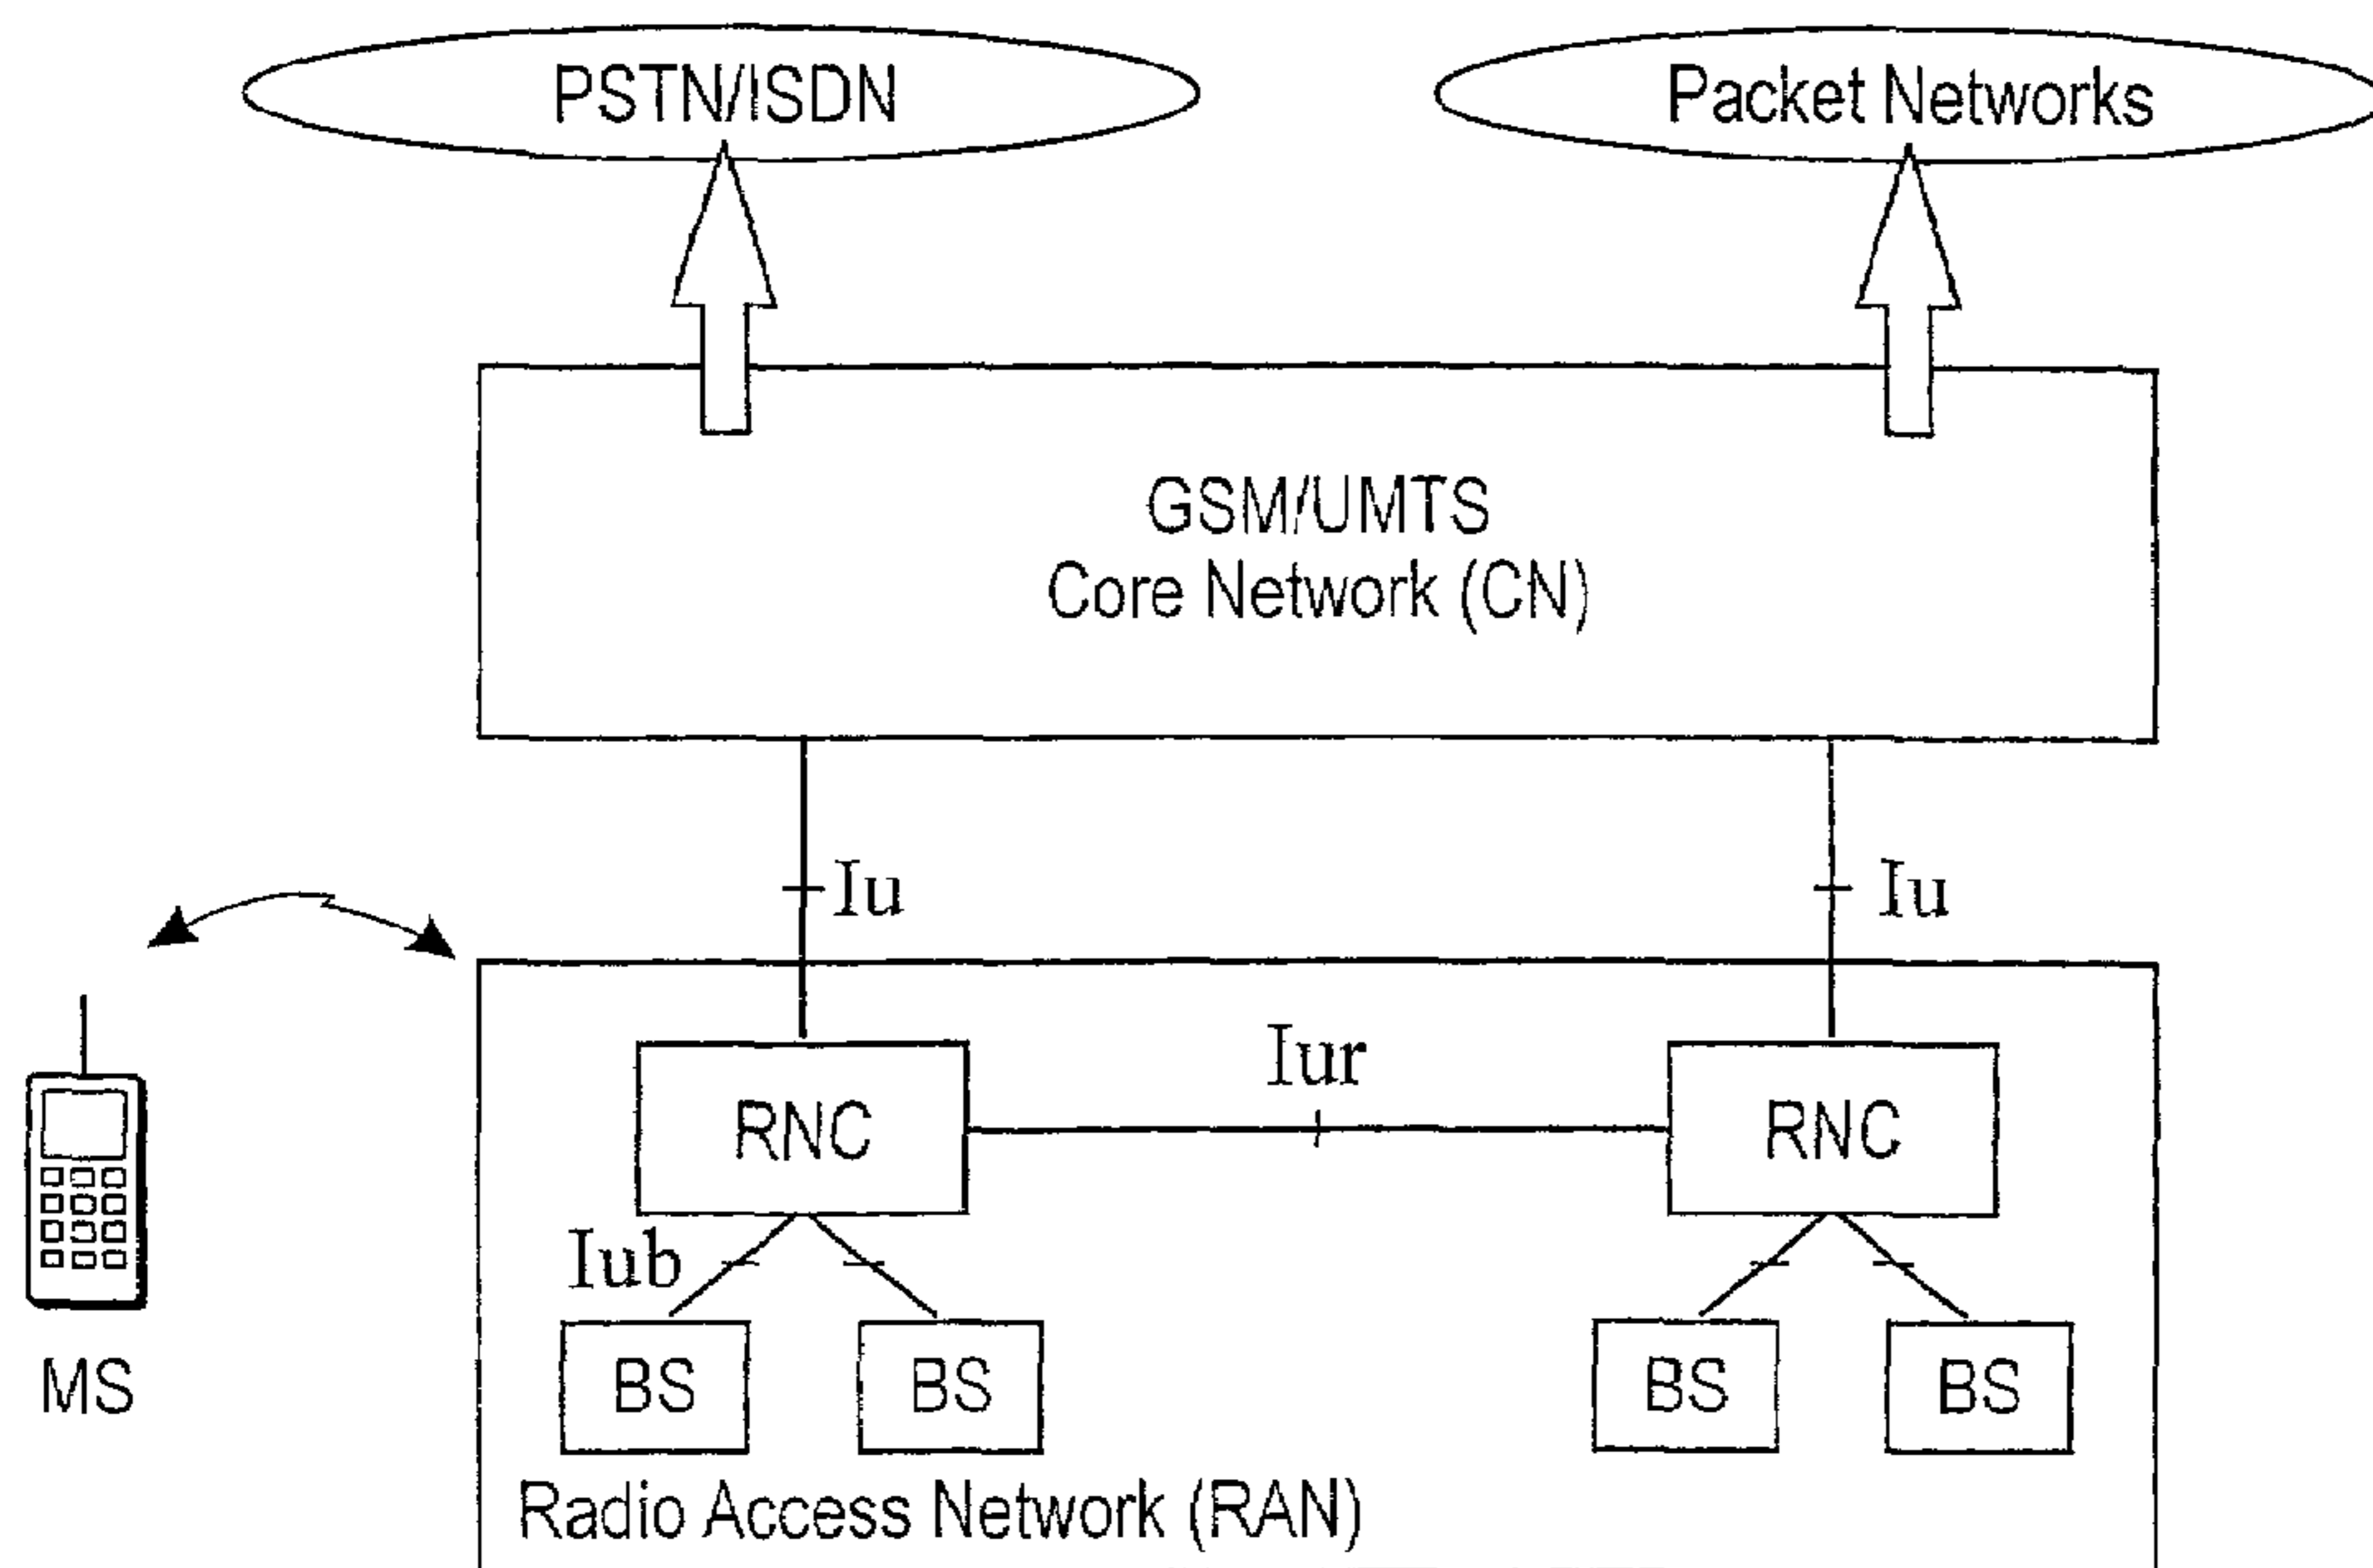 PSTN/ISDN
Packet Networks
GSM/UMTS
Core Network (CN)
Iu
Iu
Iur
RNC
RNC
Iub
BS
BS
BS
BS
MS
Radio Access Network (RAN)